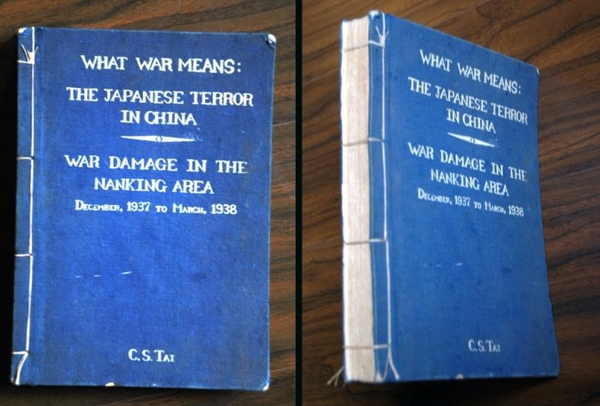 WHAT WAR MEANS:
THE JAPANESE TERROR
IN CHINA
WAR DAMAGE IN THE
NANKING AREA
DECEMBER, 1937 TO MARCH, 1938
C.S. TAI
WHAT WAR MEANS:
THE JAPANESE TERROR
IN CHINA
WAR DAMAGE IN THE
NANKING AREA
DECEMBER, 1937 TO MARCH, 1938
C.S. TAI